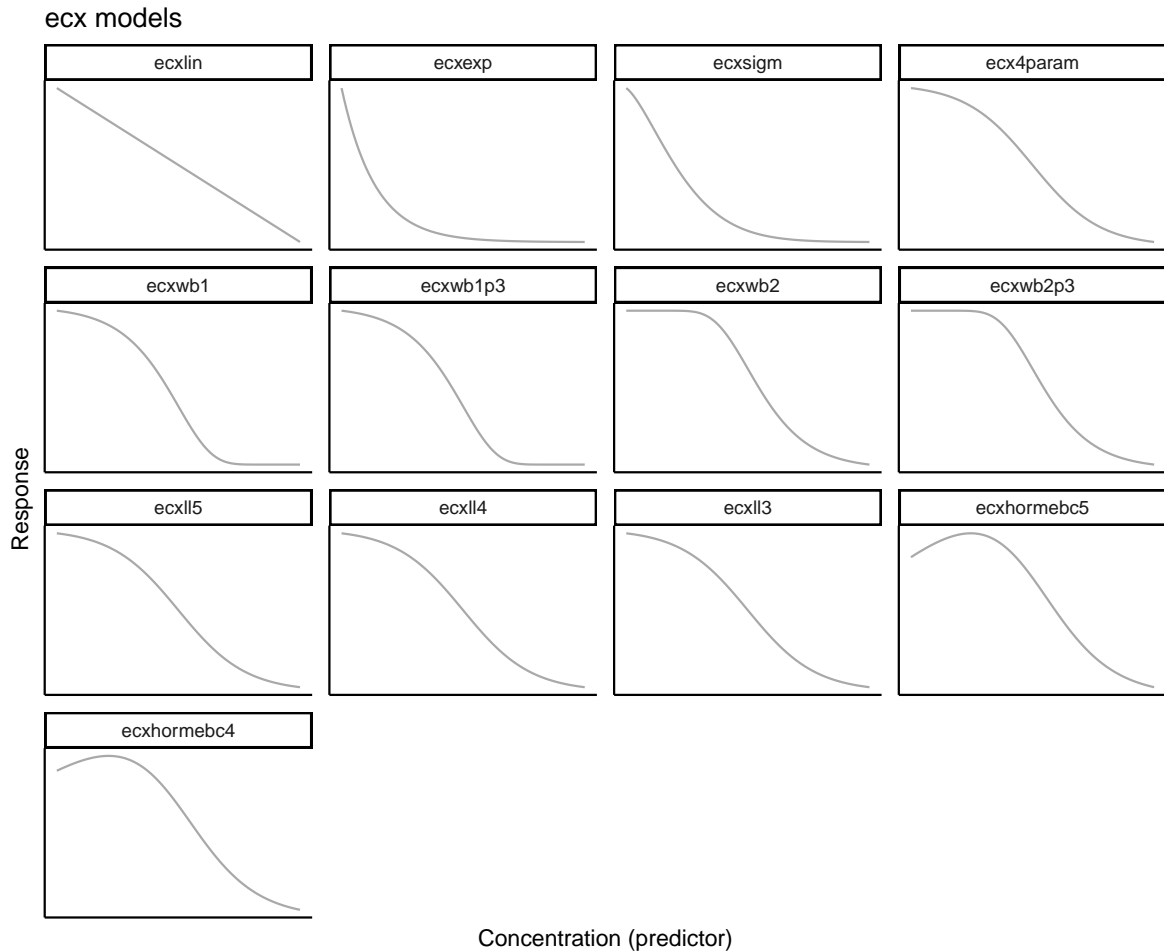 ecx models
ecxlin
ecxexp
ecxsigm
ecx4param
ecxwb1
ecxwb1p3
ecxwb2
ecxwb2p3
ecxll5
ecxll4
ecxll3
ecxhormebc5
ecxhormebc4
Response
Concentration (predictor)